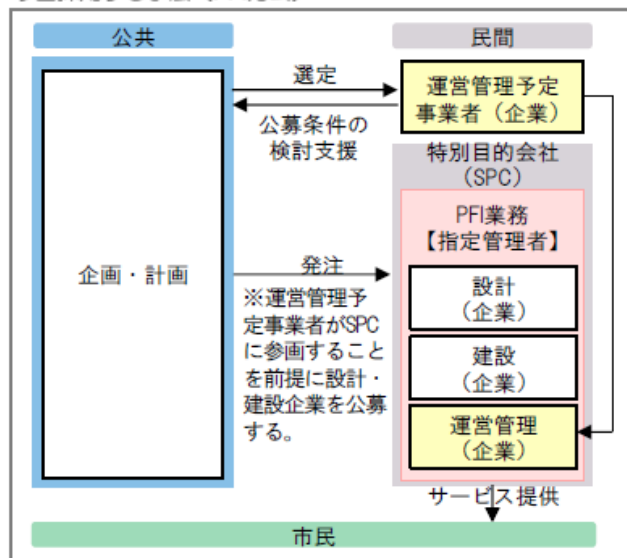 公共
民間
選定
運営管理予定
事業者（企業）
公募条件の
検討支援
特別目的会社
（SPC）
PFI業務
【指定管理者】
企画・計画
発注
※運営管理予
定事業者がSPC
に参画すること
を前提に設計・
建設企業を公募
する。
設計
（企業）
建設
（企業）
運営管理
（企業）
サービス提供
市民